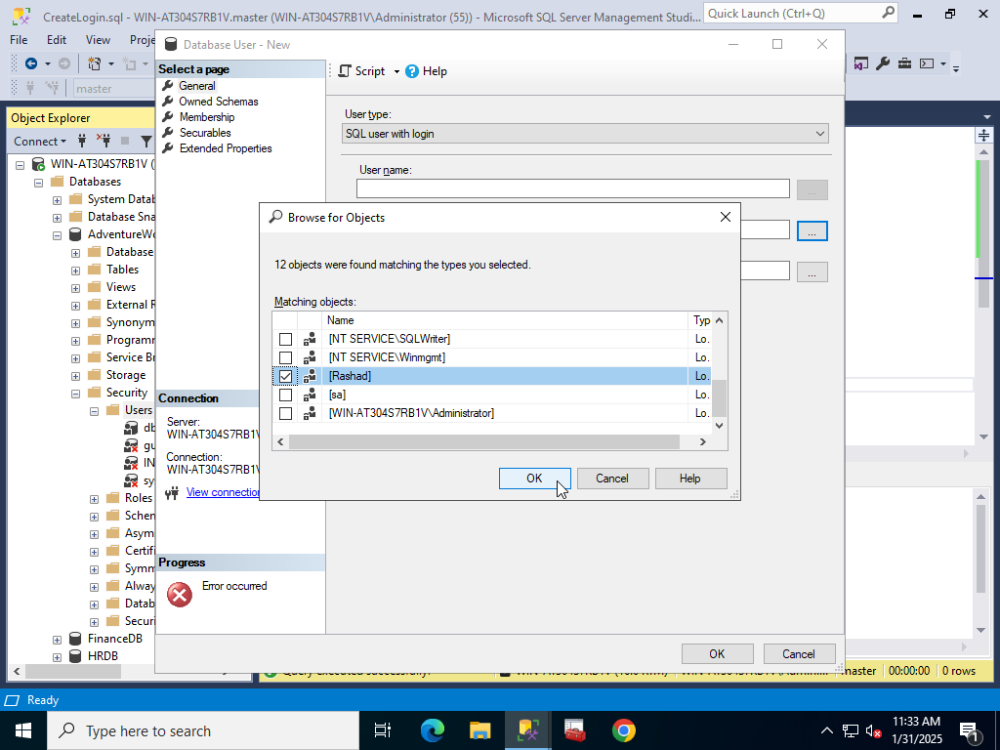 CreateLogin.sql - WIN-AT304S7RB1V.master (WIN-AT304S7RB1V\Administrator (55)) - Microsoft SQL Server Management Studi...
Quick Launch (Ctrl+Q)
File Edit View Proje
master
Object Explorer
Connect
WIN-AT304S7RB1V (
Databases
System Datab
Database Sna
AdventureWo
Database
Tables
Views
External R
Synonym
Programr
Service Br
Storage
Security
Users
db
gu
IN
sy
Roles
Schen
Asym
Certifi
Symm
Alway
Datab
Securi
FinanceDB
HRDB
Database User - New
Select a page
General
Owned Schemas
Membership
Securables
Extended Properties
Script
Help
User type:
SQL user with login
User name:
...
...
...
Browse for Objects
12 objects were found matching the types you selected.
Matching objects:
Name Typ
[NT SERVICE\SQLWriter] Lo.
[NT SERVICE\Winmgmt] Lo.
[Rashad] Lo.
[sa] Lo.
[WIN-AT304S7RB1V\Administrator] Lo.
OK Cancel Help
Connection
Server:
WIN-AT304S7RB1V
Connection:
WIN-AT304S7RB1V
View connection
Progress
Error occurred
OK Cancel
master 00:00:00 0 rows
Ready
Type here to search
11:33 AM
1/31/2025
1